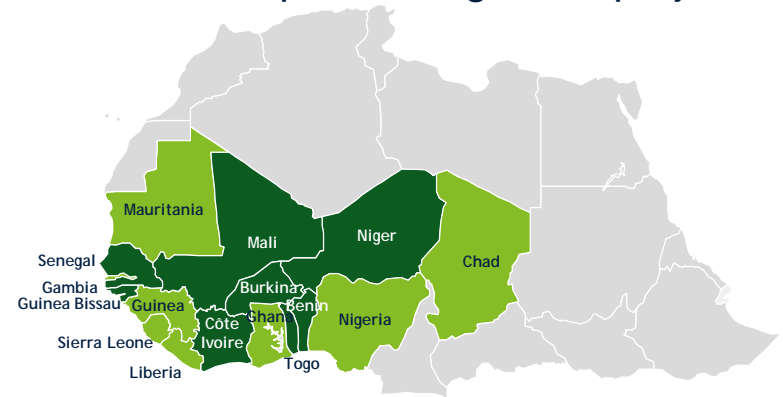 Mauritania
Mali
Niger
Chad
Senegal
Gambia
Guinea Bissau
Guinea
Burkina
Benin
Ghana
Nigeria
Côte
Ivoire
Sierra Leone
Liberia
Togo